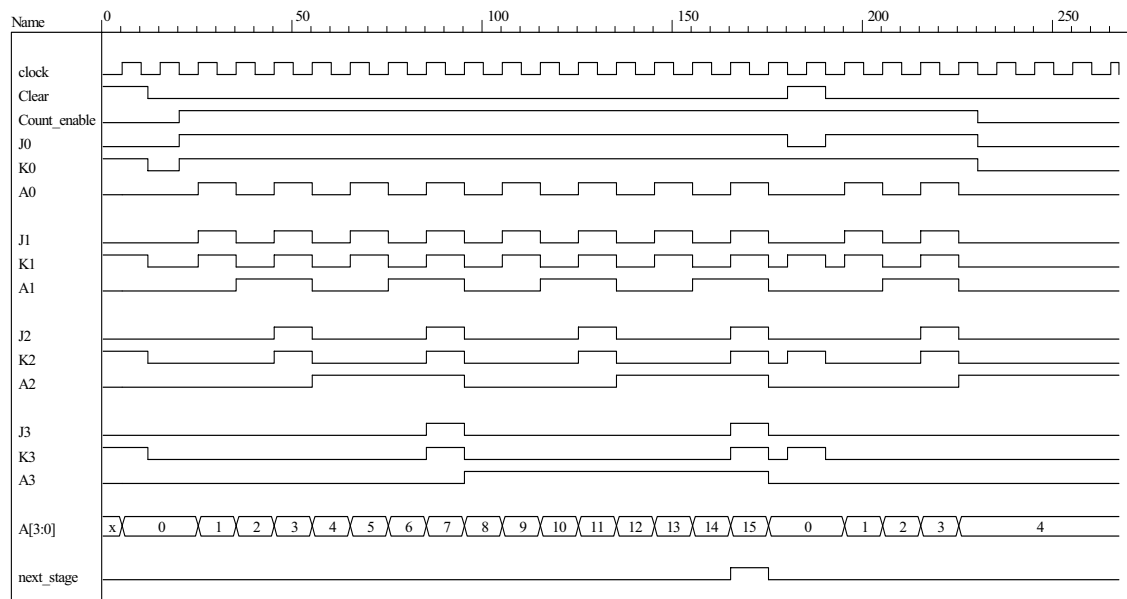 Name 0 50 100 150 200 250
clock
Clear
Count_enable
J0
K0
A0
J1
K1
A1
J2
K2
A2
J3
K3
A3
A[3:0] x 0 1 2 3 4 5 6 7 8 9 10 11 12 13 14 15 0 1 2 3 4
next_stage